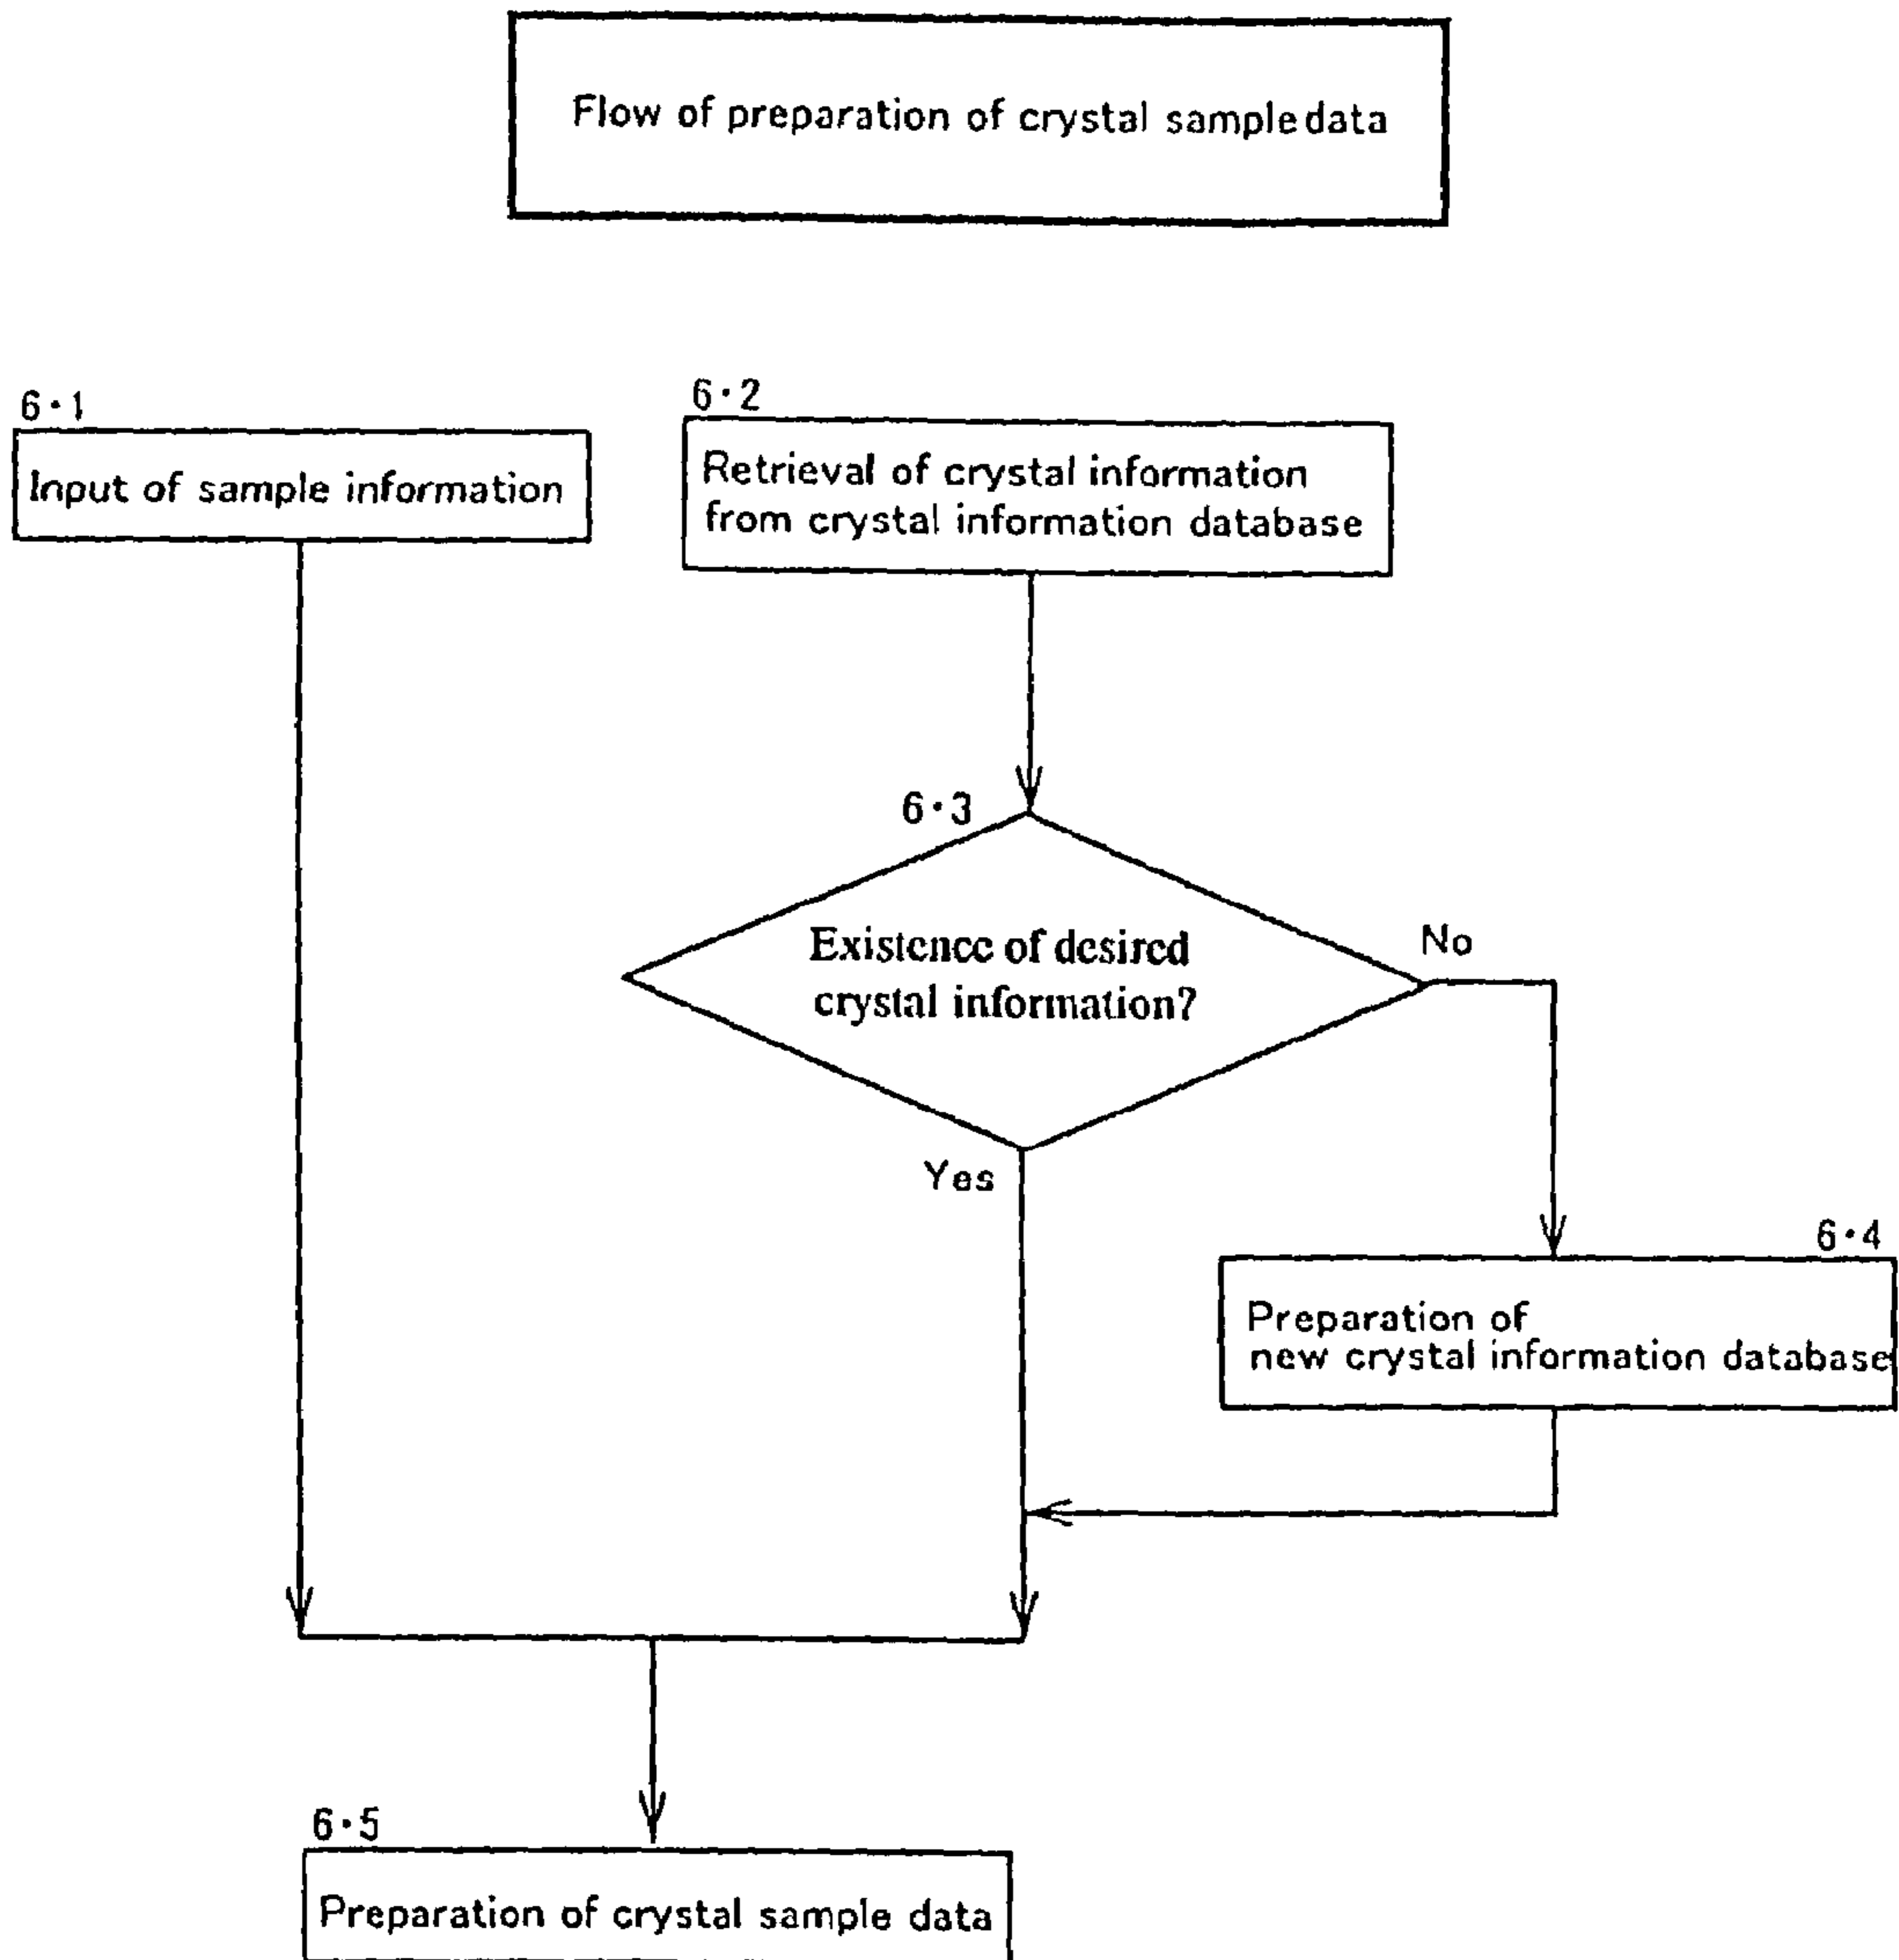 Flow of preparation of crystal sample data
6·1
Input of sample information
6·2
Retrieval of crystal information
from crystal information database
6·3
Existence of desired
crystal information?
No
Yes
6·4
Preparation of
new crystal information database
6·5
Preparation of crystal sample data